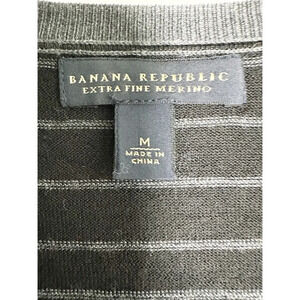 BANANA REPUBLIC
EXTRA FINE MERINO
M
MADE IN
CHINA